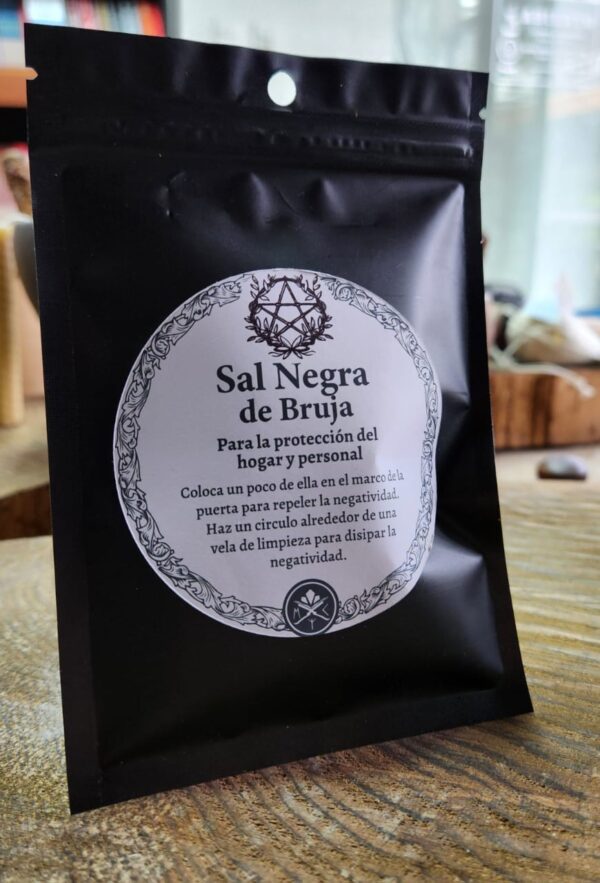 Sal Negra
de Bruja
Para la protección del
hogar y personal
Coloca un poco de ella en el marco de la
puerta para repeler la negatividad.
Haz un circulo alrededor de una
vela de limpieza para disipar la
negatividad.
M Y L